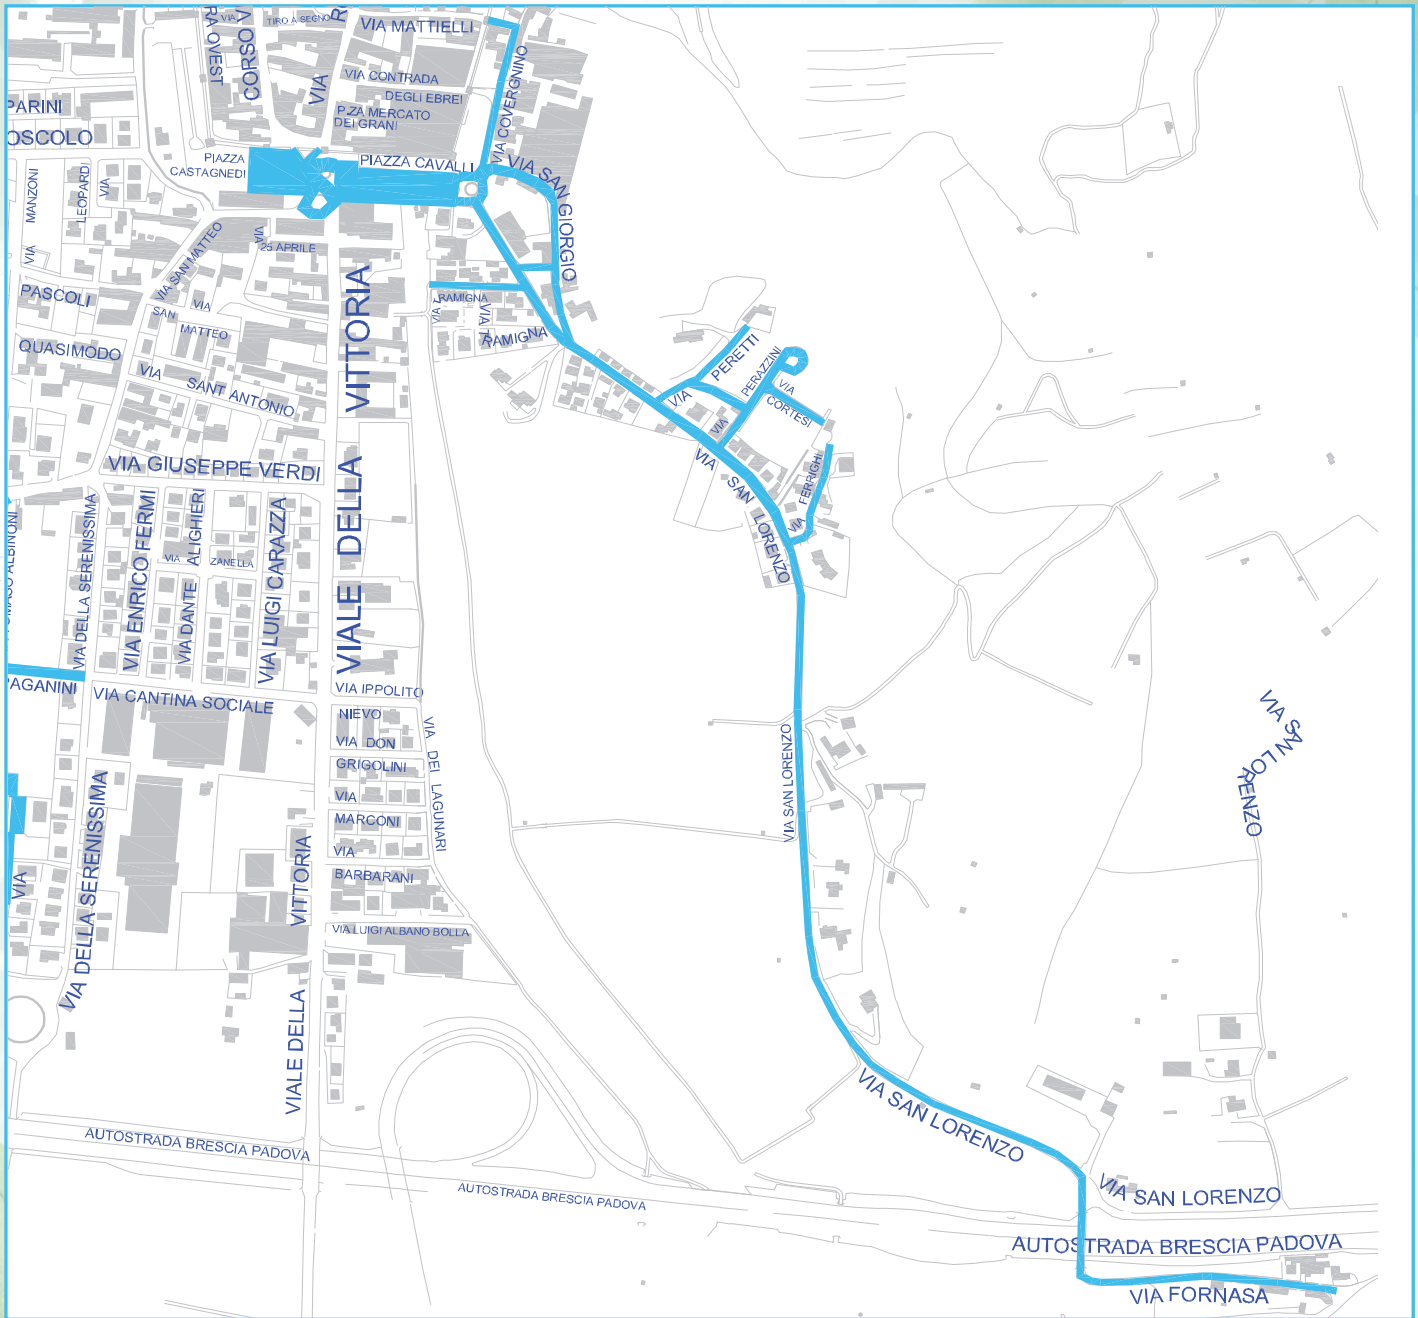 VIA
TIRO A SEGNO
VIA MATTIELLI
RA OVEST
CORSO V
VIA
VIA CONTRADA
DEGLI EBREI
P.ZA MERCATO
DEI GRANI
VIA COVERGNINO
PARINI
OSCOLO
PIAZZA
CASTAGNEDI
PIAZZA CAVALLI
VIA SAN GIORGIO
VIA MANZONI
LEOPARDI
VIA
VIA SAN MATTEO
VIA
25 APRILE
PASCOLI
VIA
SAN
MATTEO
QUASIMODO
VIA SANT ANTONIO
RAMIGNA
VIA
VIA
RAMIGNA
VIALE DELLA VITTORIA
VIA PERETTI
VIA PERAZZINI
VIA
CORTESI
VIA FERRIGHI
VIA SAN LORENZO
VIA GIUSEPPE VERDI
TOMASO ALBINONI
VIA DELLA SERENISSIMA
VIA ENRICO FERMI
VIA DANTE ALIGHIERI
VIA ZANELLA
VIA LUIGI CARAZZA
PAGANINI
VIA CANTINA SOCIALE
VIA IPPOLITO
NIEVO
VIA DON
GRIGOLINI
VIA
MARCONI
VIA
BARBARANI
VIA DEI LAGUNARI
VIA LUIGI ALBANO BOLLA
VIA
VIA DELLA SERENISSIMA
VIALE DELLA VITTORIA
VIA SAN LORENZO
VIA SAN LORENZO
VIA SAN LORENZO
VIA SAN LORENZO
AUTOSTRADA BRESCIA PADOVA
AUTOSTRADA BRESCIA PADOVA
AUTOSTRADA BRESCIA PADOVA
VIA FORNASA